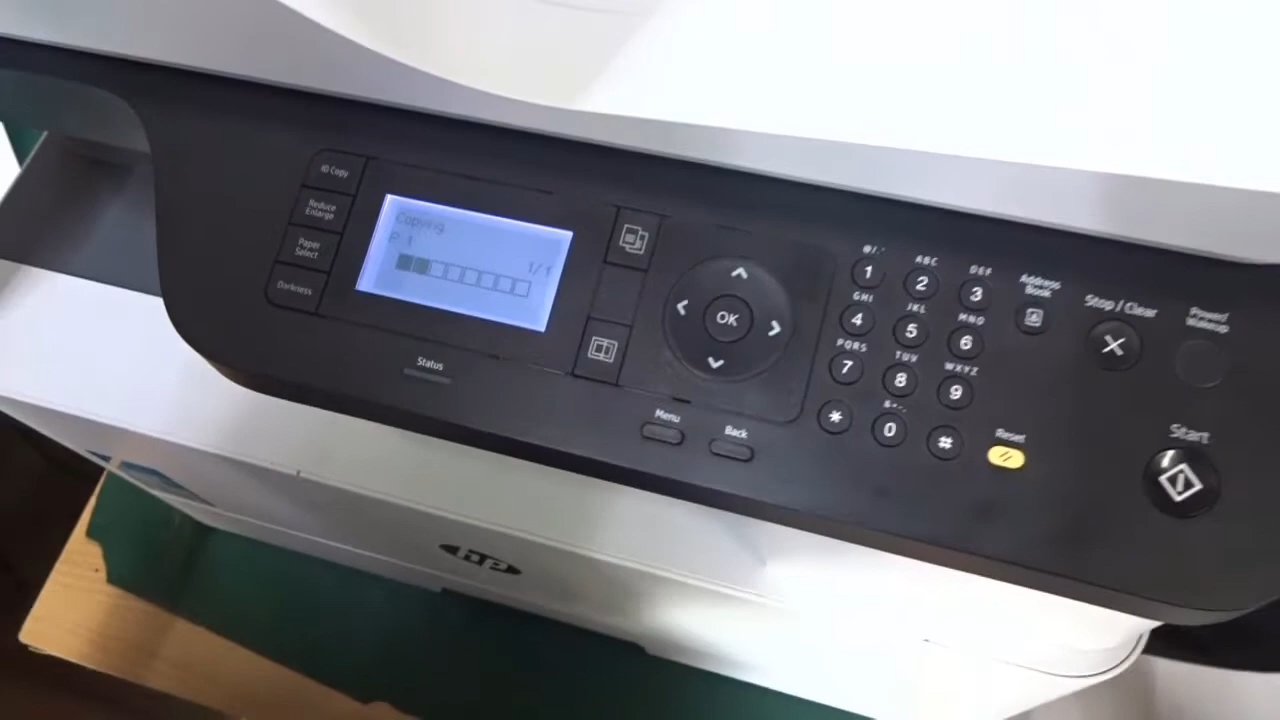 ID Copy
Reduce
Enlarge
Paper
Select
Darkness
Copying
P 1
1/1
Status
OK
Menu
Back
@/.
1
ABC
2
DEF
3
GHI
4
JKL
5
MNO
6
PQRS
7
TUV
8
WXYZ
9
*
0
#
Address
Book
Stop / Clear
Power
Wakeup
Reset
Start
hp